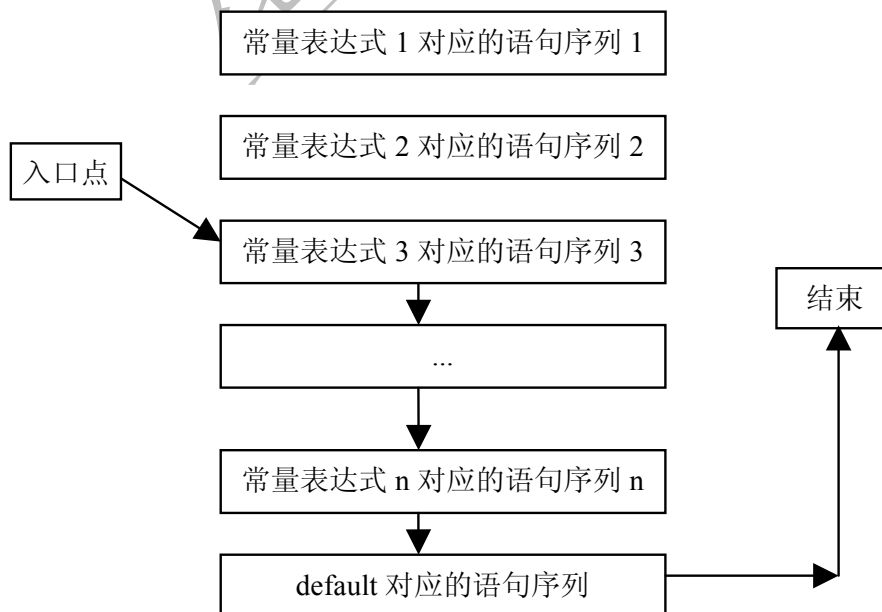 常量表达式 1 对应的语句序列 1
常量表达式 2 对应的语句序列 2
入口点
常量表达式 3 对应的语句序列 3
结束
...
常量表达式 n 对应的语句序列 n
default 对应的语句序列